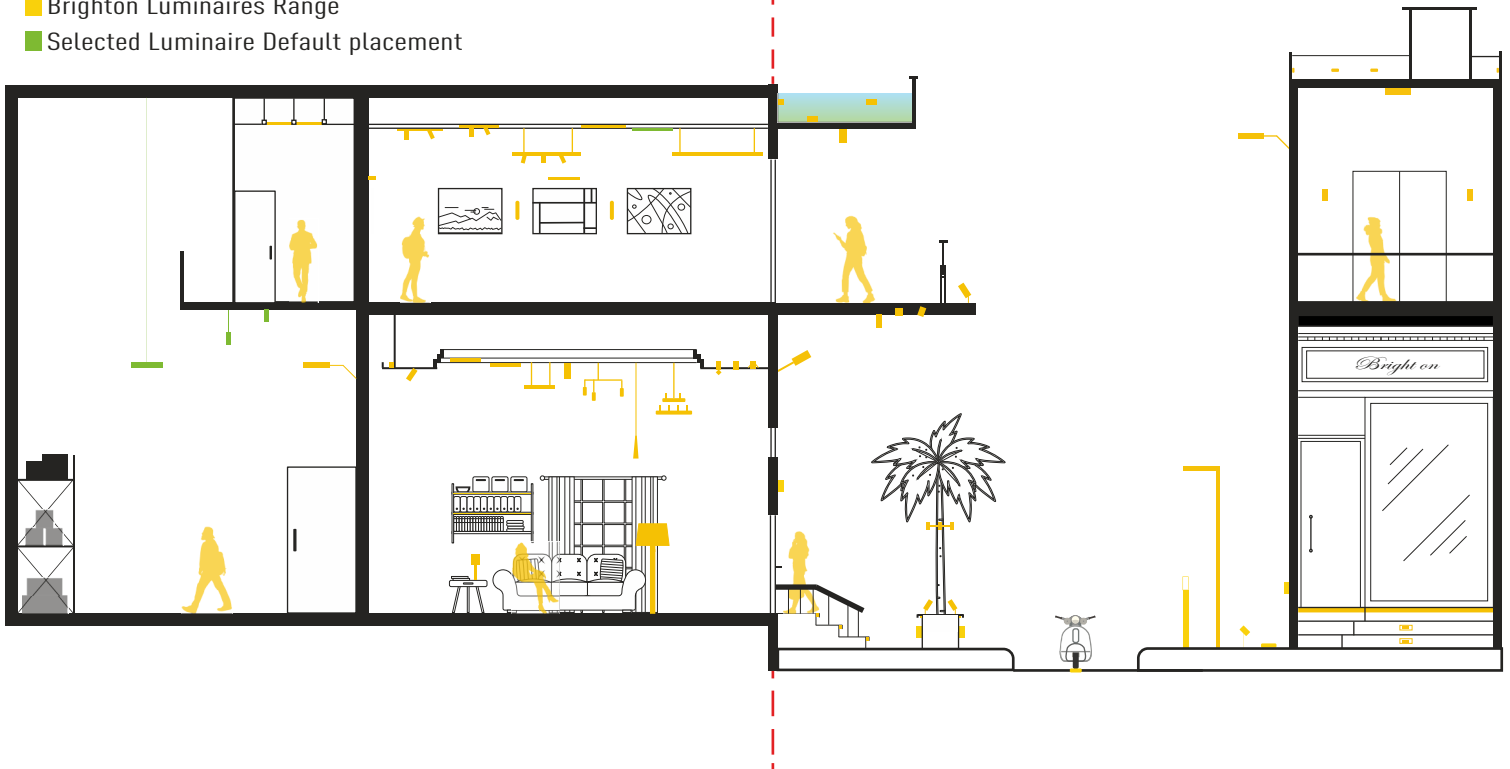 Brighton Luminaires Range
Selected Luminaire Default placement
Bright on